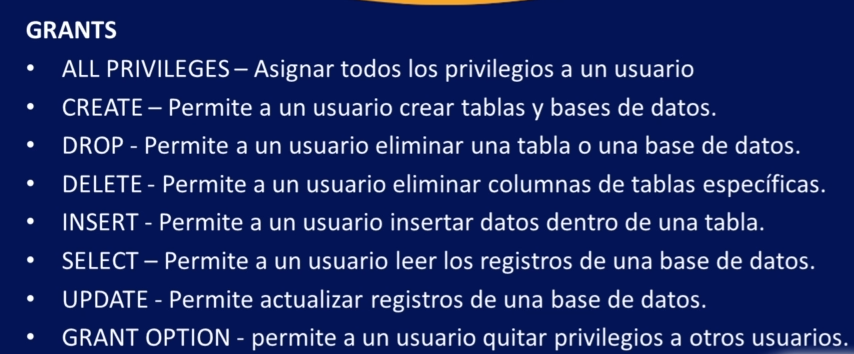 GRANTS
• ALL PRIVILEGES – Asignar todos los privilegios a un usuario
• CREATE – Permite a un usuario crear tablas y bases de datos.
• DROP - Permite a un usuario eliminar una tabla o una base de datos.
• DELETE - Permite a un usuario eliminar columnas de tablas específicas.
• INSERT - Permite a un usuario insertar datos dentro de una tabla.
• SELECT – Permite a un usuario leer los registros de una base de datos.
• UPDATE - Permite actualizar registros de una base de datos.
• GRANT OPTION - permite a un usuario quitar privilegios a otros usuarios.